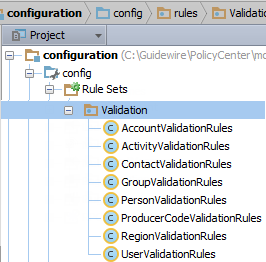 configuration config rules Validatio
Project
configuration (C:\Guidewire\PolicyCenter\mo
config
Rule Sets
Validation
AccountValidationRules
ActivityValidationRules
ContactValidationRules
GroupValidationRules
PersonValidationRules
ProducerCodeValidationRules
RegionValidationRules
UserValidationRules